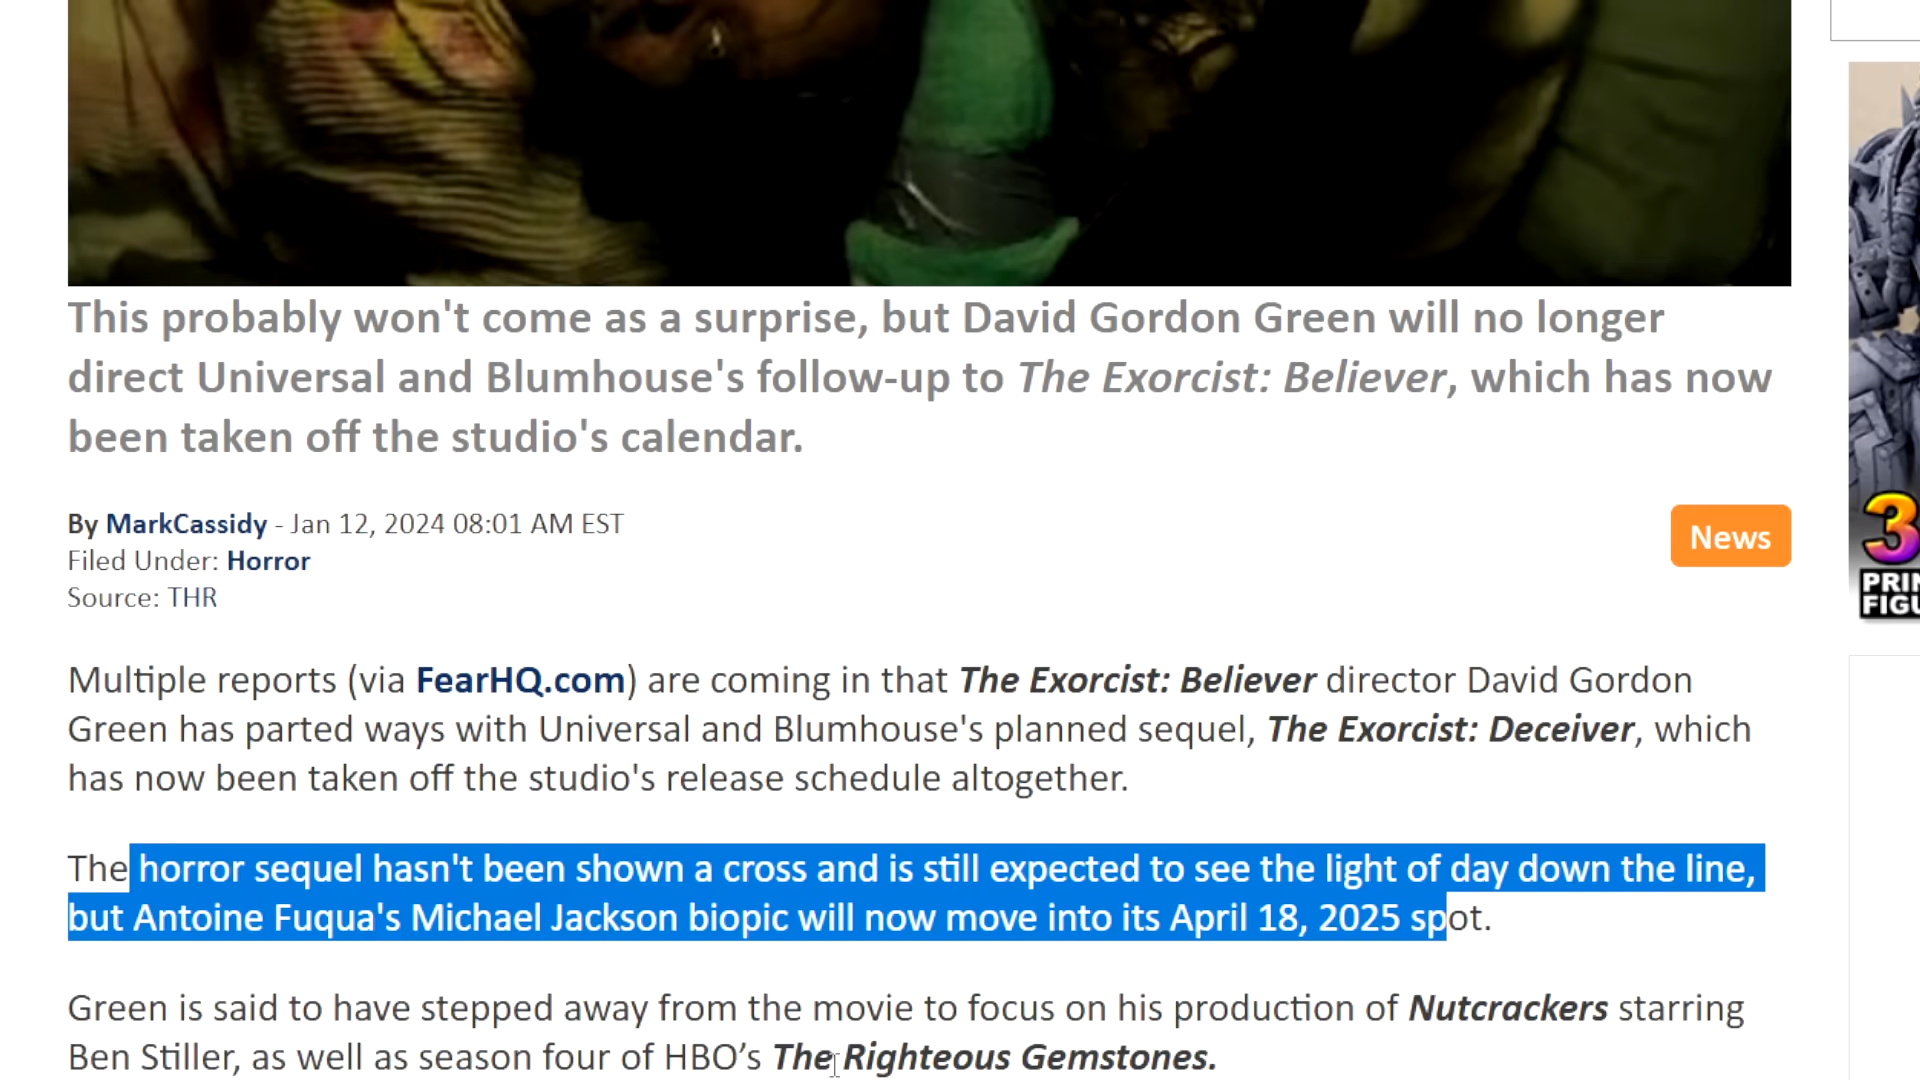 This probably won't come as a surprise, but David Gordon Green will no longer
direct Universal and Blumhouse's follow-up to The Exorcist: Believer, which has now
been taken off the studio's calendar.
By MarkCassidy - Jan 12, 2024 08:01 AM EST
Filed Under: Horror
Source: THR
News
Multiple reports (via FearHQ.com) are coming in that The Exorcist: Believer director David Gordon
Green has parted ways with Universal and Blumhouse's planned sequel, The Exorcist: Deceiver, which
has now been taken off the studio's release schedule altogether.
The horror sequel hasn't been shown a cross and is still expected to see the light of day down the line,
but Antoine Fuqua's Michael Jackson biopic will now move into its April 18, 2025 spot.
Green is said to have stepped away from the movie to focus on his production of Nutcrackers starring
Ben Stiller, as well as season four of HBO’s The Righteous Gemstones.
3